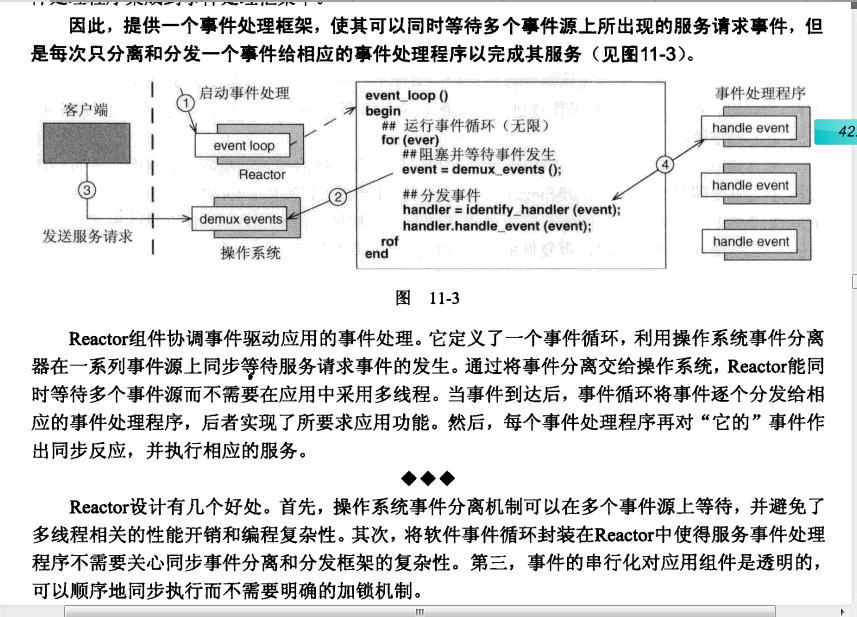 因此，提供一个事件处理框架，使其可以同时等待多个事件源上所出现的服务请求事件，但
是每次只分离和分发一个事件给相应的事件处理程序以完成其服务（见图11-3）。
客户端
③
发送服务请求
① 启动事件处理
event loop
Reactor
②
demux events
操作系统
event_loop ()
begin
## 运行事件循环（无限）
for (ever)
##阻塞并等待事件发生
event = demux_events ();
##分发事件
handler = identify_handler (event);
handler.handle_event (event);
rof
end
④
事件处理程序
handle event
handle event
handle event
42
图 11-3
Reactor组件协调事件驱动应用的事件处理。它定义了一个事件循环，利用操作系统事件分离
器在一系列事件源上同步等待服务请求事件的发生。通过将事件分离交给操作系统，Reactor能同
时等待多个事件源而不需要在应用中采用多线程。当事件到达后，事件循环将事件逐个分发给相
应的事件处理程序，后者实现了所要求应用功能。然后，每个事件处理程序再对“它的”事件作
出同步反应，并执行相应的服务。
◆◆◆
Reactor设计有几个好处。首先，操作系统事件分离机制可以在多个事件源上等待，并避免了
多线程相关的性能开销和编程复杂性。其次，将软件事件循环封装在Reactor中使得服务事件处理
程序不需要关心同步事件分离和分发框架的复杂性。第三，事件的串行化对应用组件是透明的，
可以顺序地同步执行而不需要明确的加锁机制。